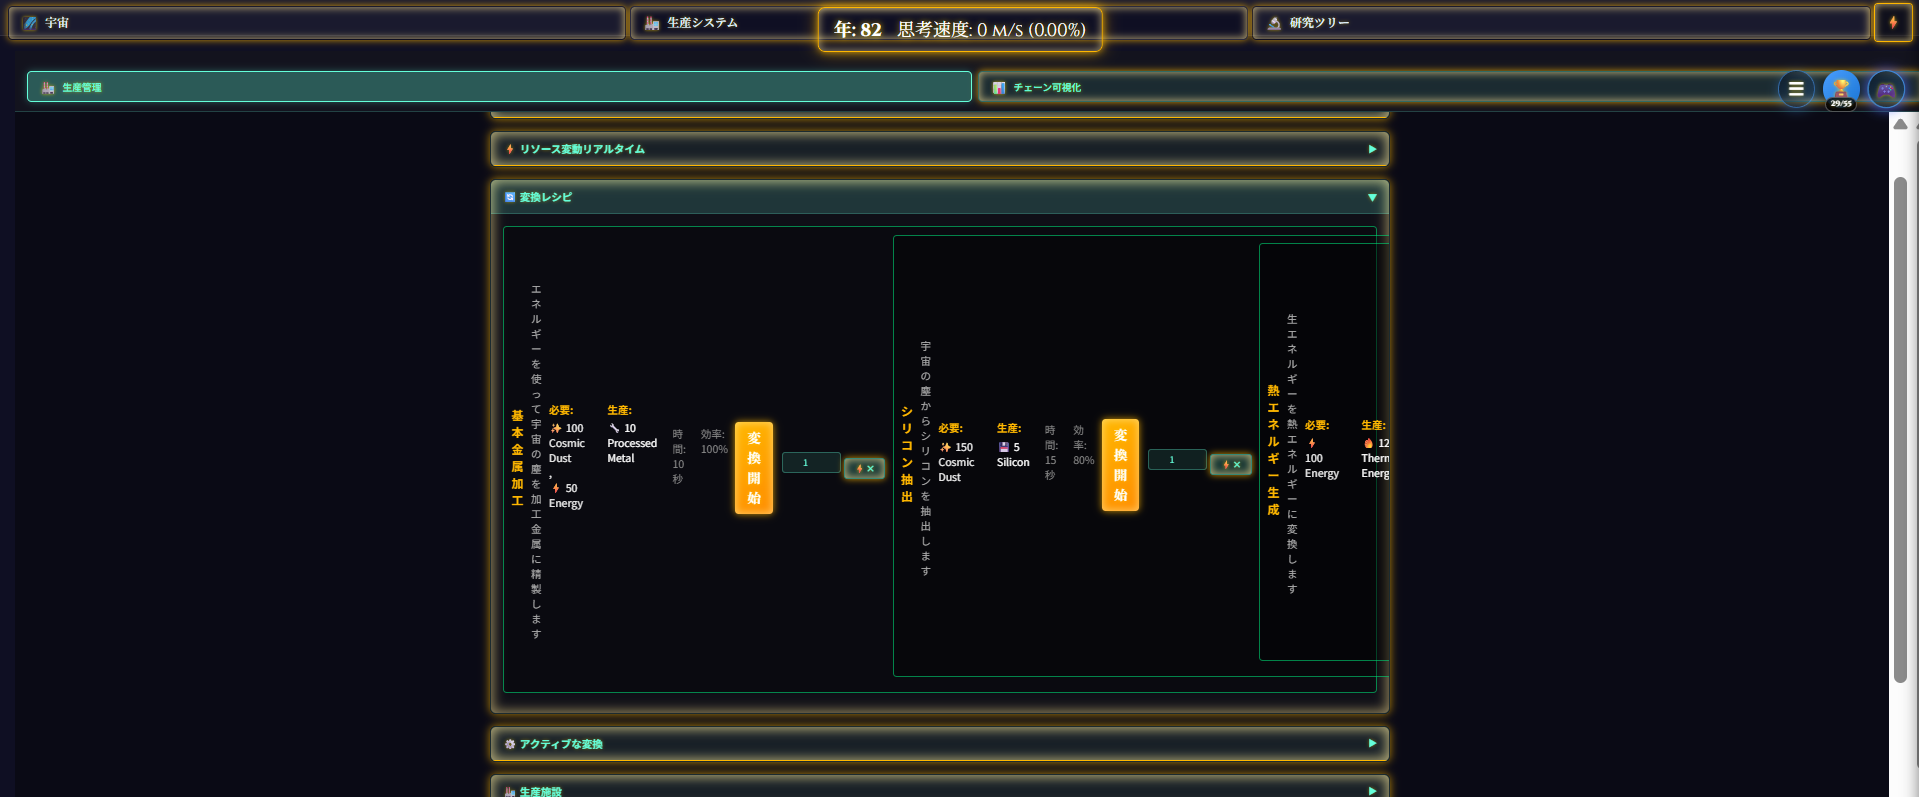 宇宙
生産システム
年: 82 思考速度: 0 M/S (0.00%)
研究ツリー
生産管理
チェーン可視化
29/55
リソース変動リアルタイム
変換レシピ
基本金属加工
エネルギーを使って宇宙の塵を加工金属に精製します
必要:
100
Cosmic
Dust
,
50
Energy
生産:
10
Processed
Metal
時間:
10
秒
効率:
100%
変換開始
1
×
シリコン抽出
宇宙の塵からシリコンを抽出します
必要:
150
Cosmic
Dust
生産:
5
Silicon
時間:
15
秒
効率:
80%
変換開始
1
×
熱エネルギー生成
生エネルギーを熱エネルギーに変換します
必要:
100
Energy
生産:
12
Therm
Energ
アクティブな変換
生産施設